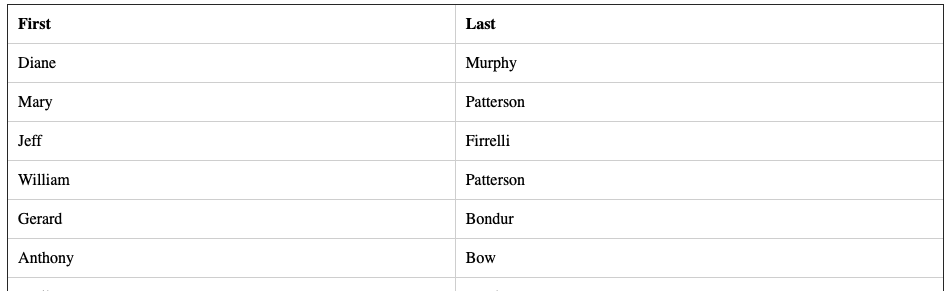 First Last
Diane Murphy
Mary Patterson
Jeff Firrelli
William Patterson
Gerard Bondur
Anthony Bow